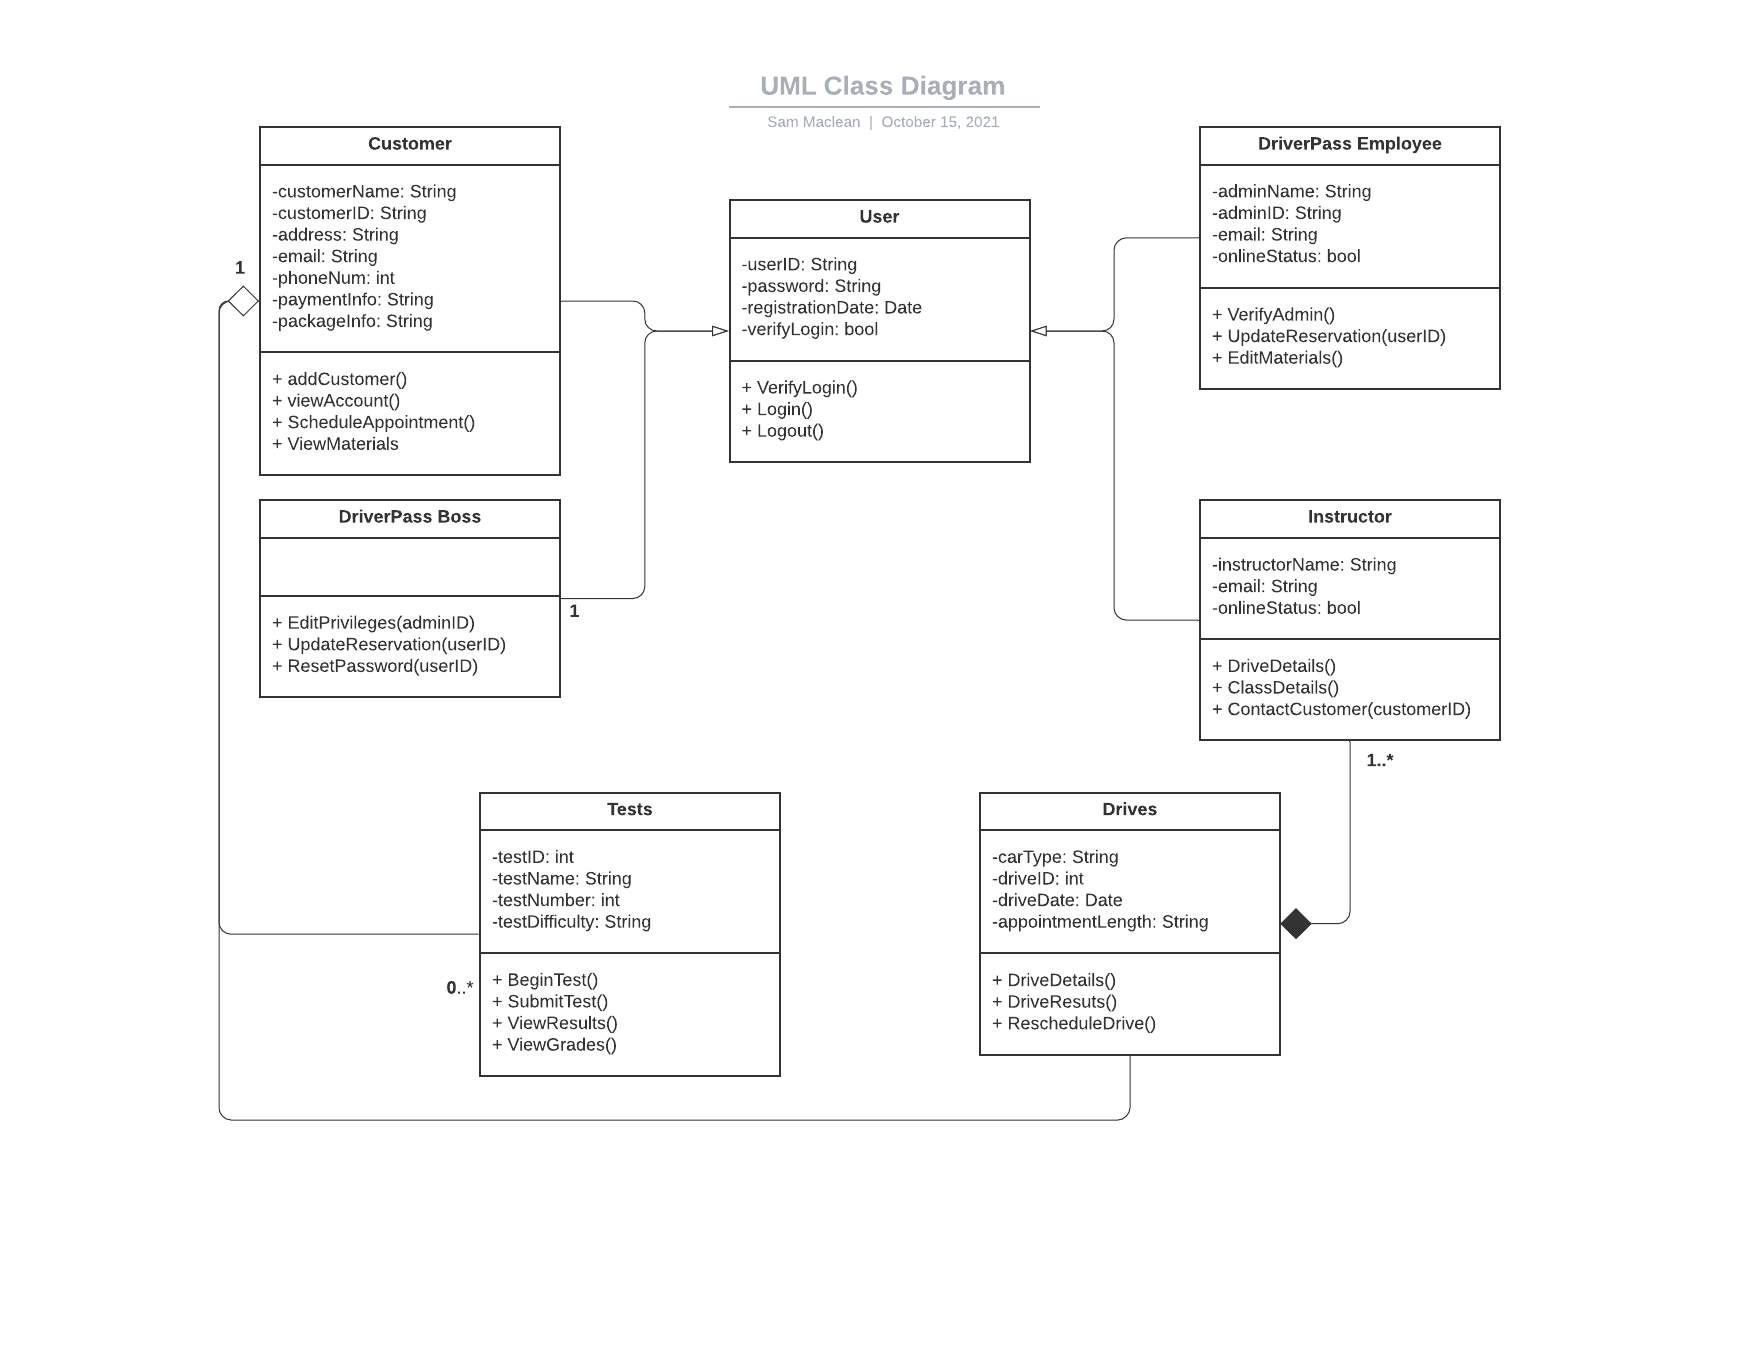 UML Class Diagram
Sam Maclean | October 15, 2021
Customer
-customerName: String
-customerID: String
-address: String
-email: String
-phoneNum: int
-paymentInfo: String
-packageInfo: String
+ addCustomer()
+ viewAccount()
+ ScheduleAppointment()
+ ViewMaterials
1
User
-userID: String
-password: String
-registrationDate: Date
-verifyLogin: bool
+ VerifyLogin()
+ Login()
+ Logout()
DriverPass Employee
-adminName: String
-adminID: String
-email: String
-onlineStatus: bool
+ VerifyAdmin()
+ UpdateReservation(userID)
+ EditMaterials()
DriverPass Boss
+ EditPrivileges(adminID)
+ UpdateReservation(userID)
+ ResetPassword(userID)
1
Instructor
-instructorName: String
-email: String
-onlineStatus: bool
+ DriveDetails()
+ ClassDetails()
+ ContactCustomer(customerID)
1..*
Tests
-testID: int
-testName: String
-testNumber: int
-testDifficulty: String
+ BeginTest()
+ SubmitTest()
+ ViewResults()
+ ViewGrades()
0..*
Drives
-carType: String
-driveID: int
-driveDate: Date
-appointmentLength: String
+ DriveDetails()
+ DriveResuts()
+ RescheduleDrive()